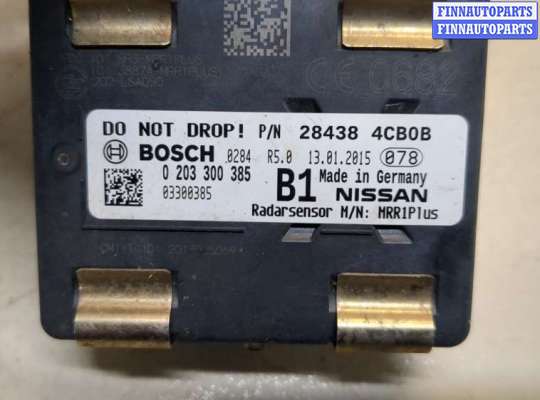 FINNAUTOPARTS
FINNAUTOPARTS
DO NOT DROP! P/N 28438 4CB0B
BOSCH 0284 R5.0 13.01.2015 078
0 203 300 385 B1 Made in Germany
03300385 NISSAN
Radarsensor M/N: MRR1Plus